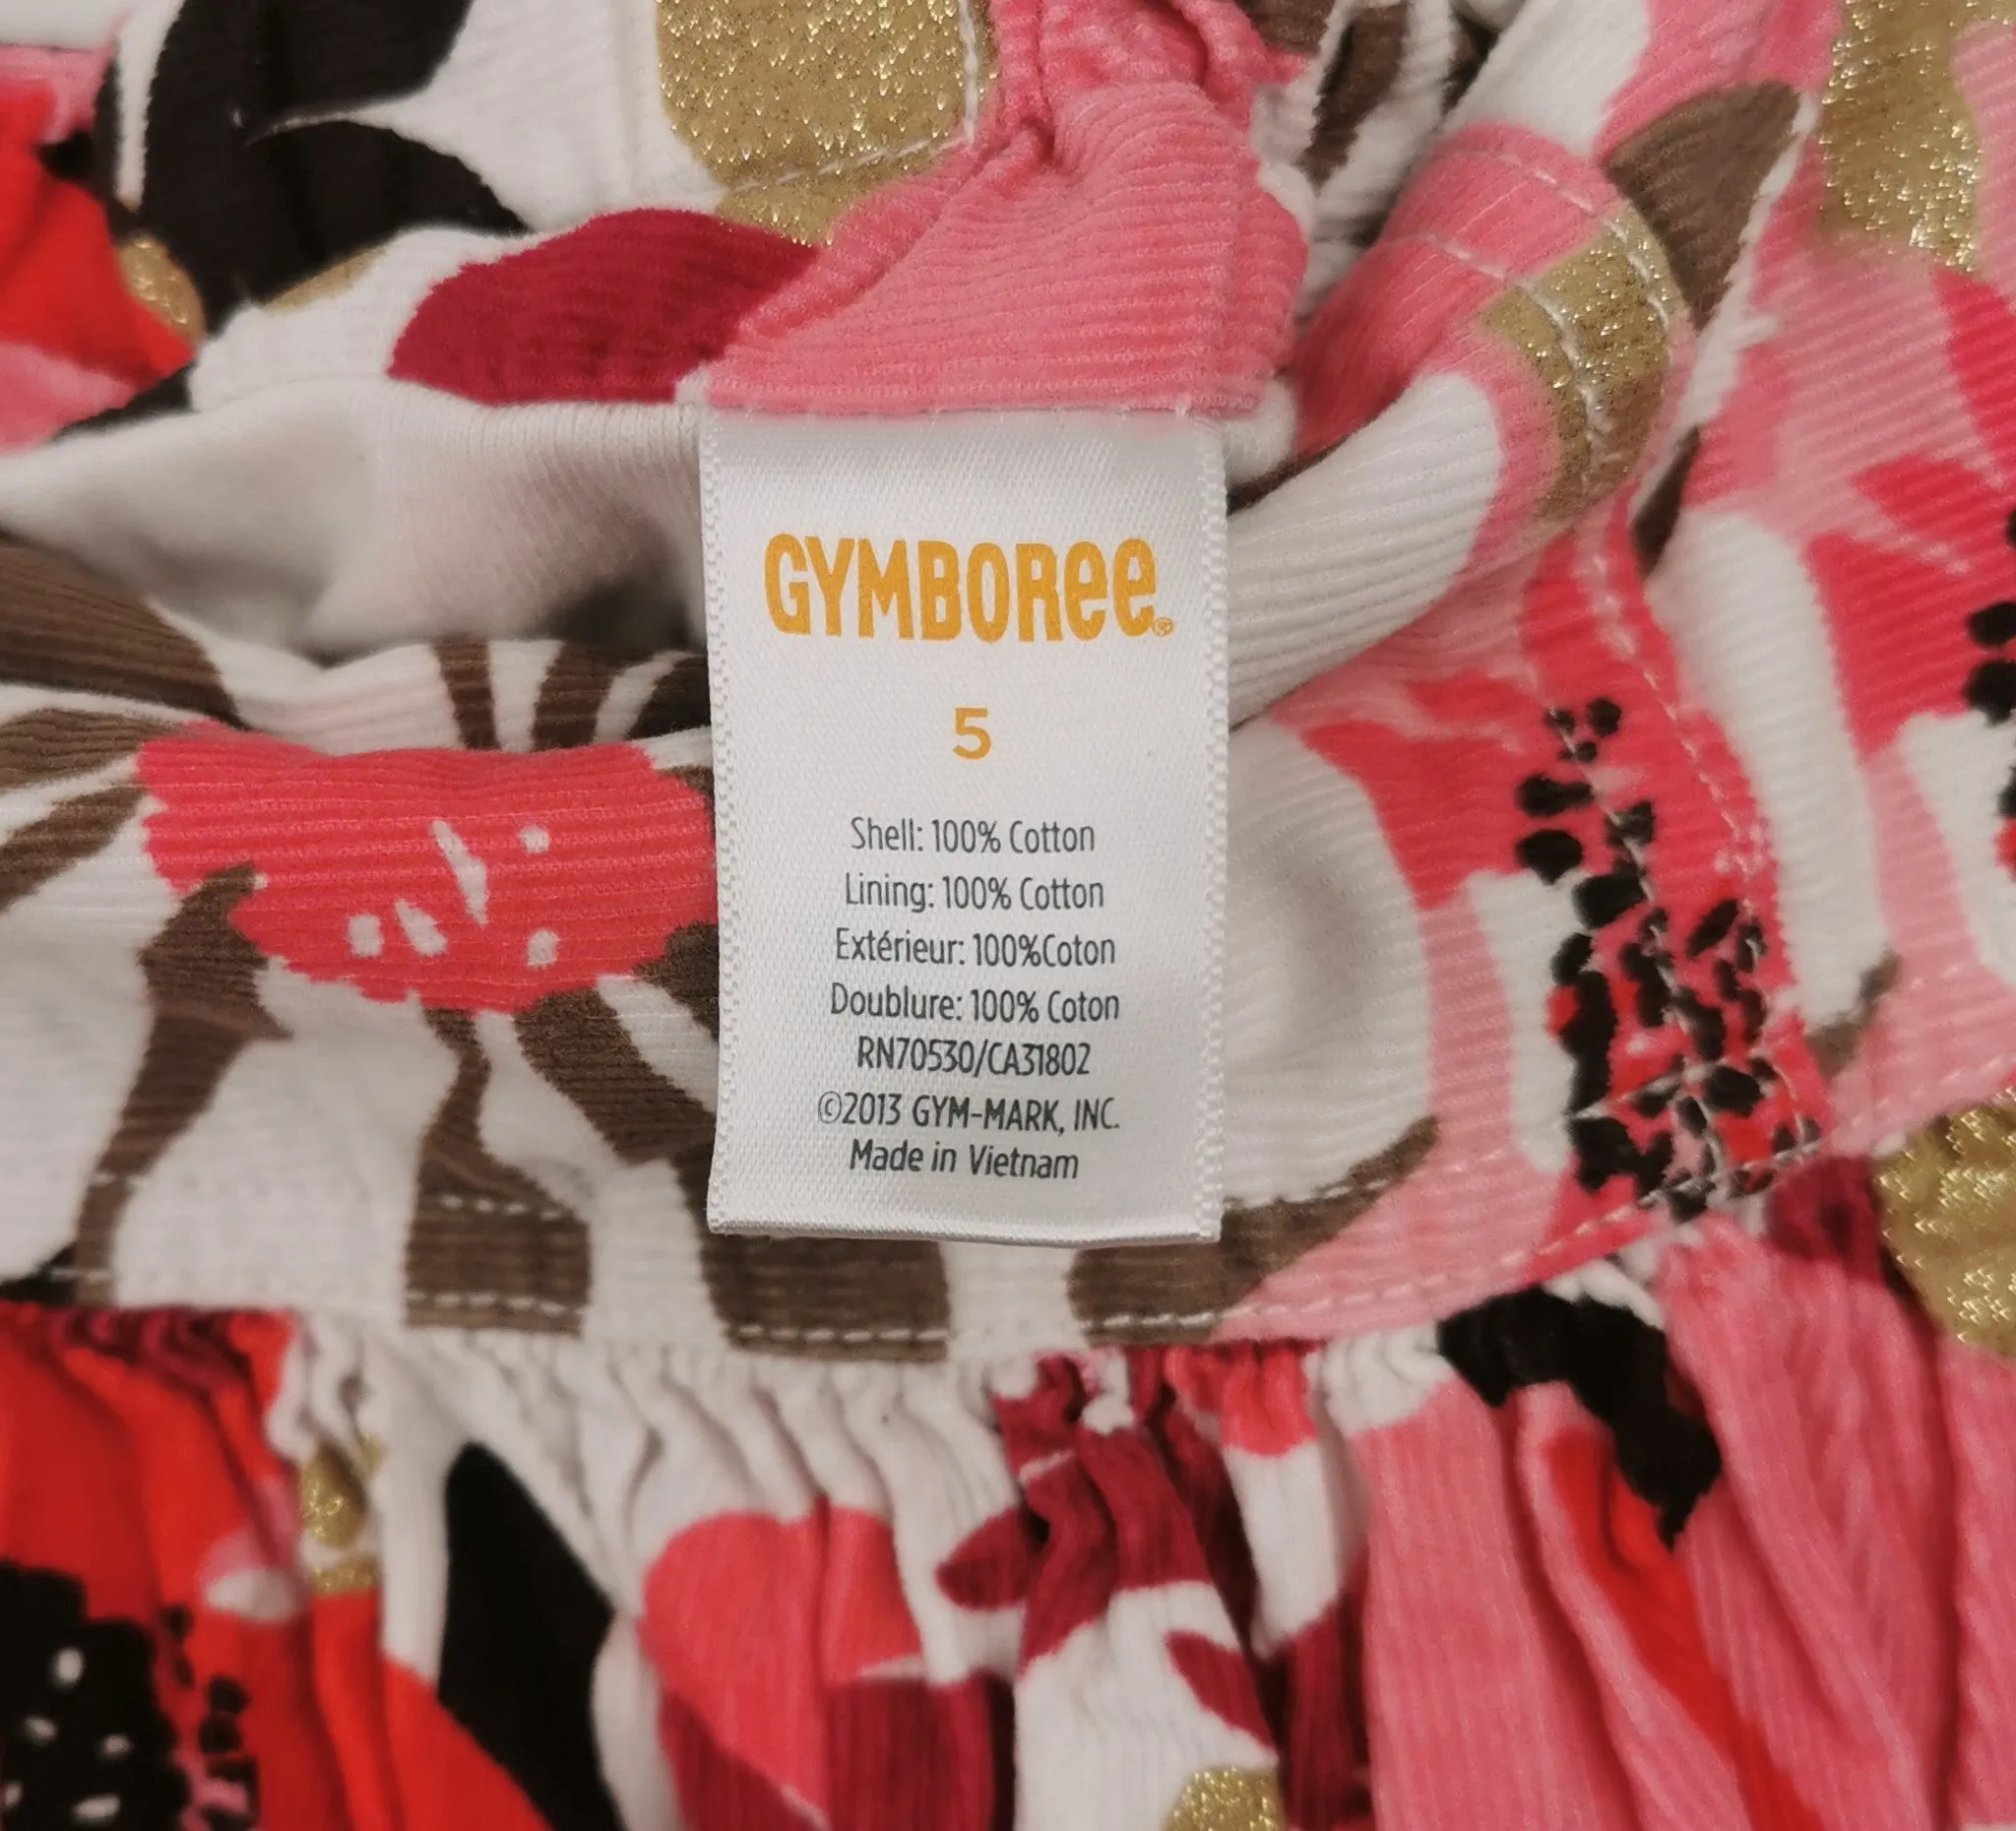 GYMBOREE®
5
Shell: 100% Cotton
Lining: 100% Cotton
Extérieur: 100%Coton
Doublure: 100% Coton
RN70530/CA31802
©2013 GYM-MARK, INC.
Made in Vietnam